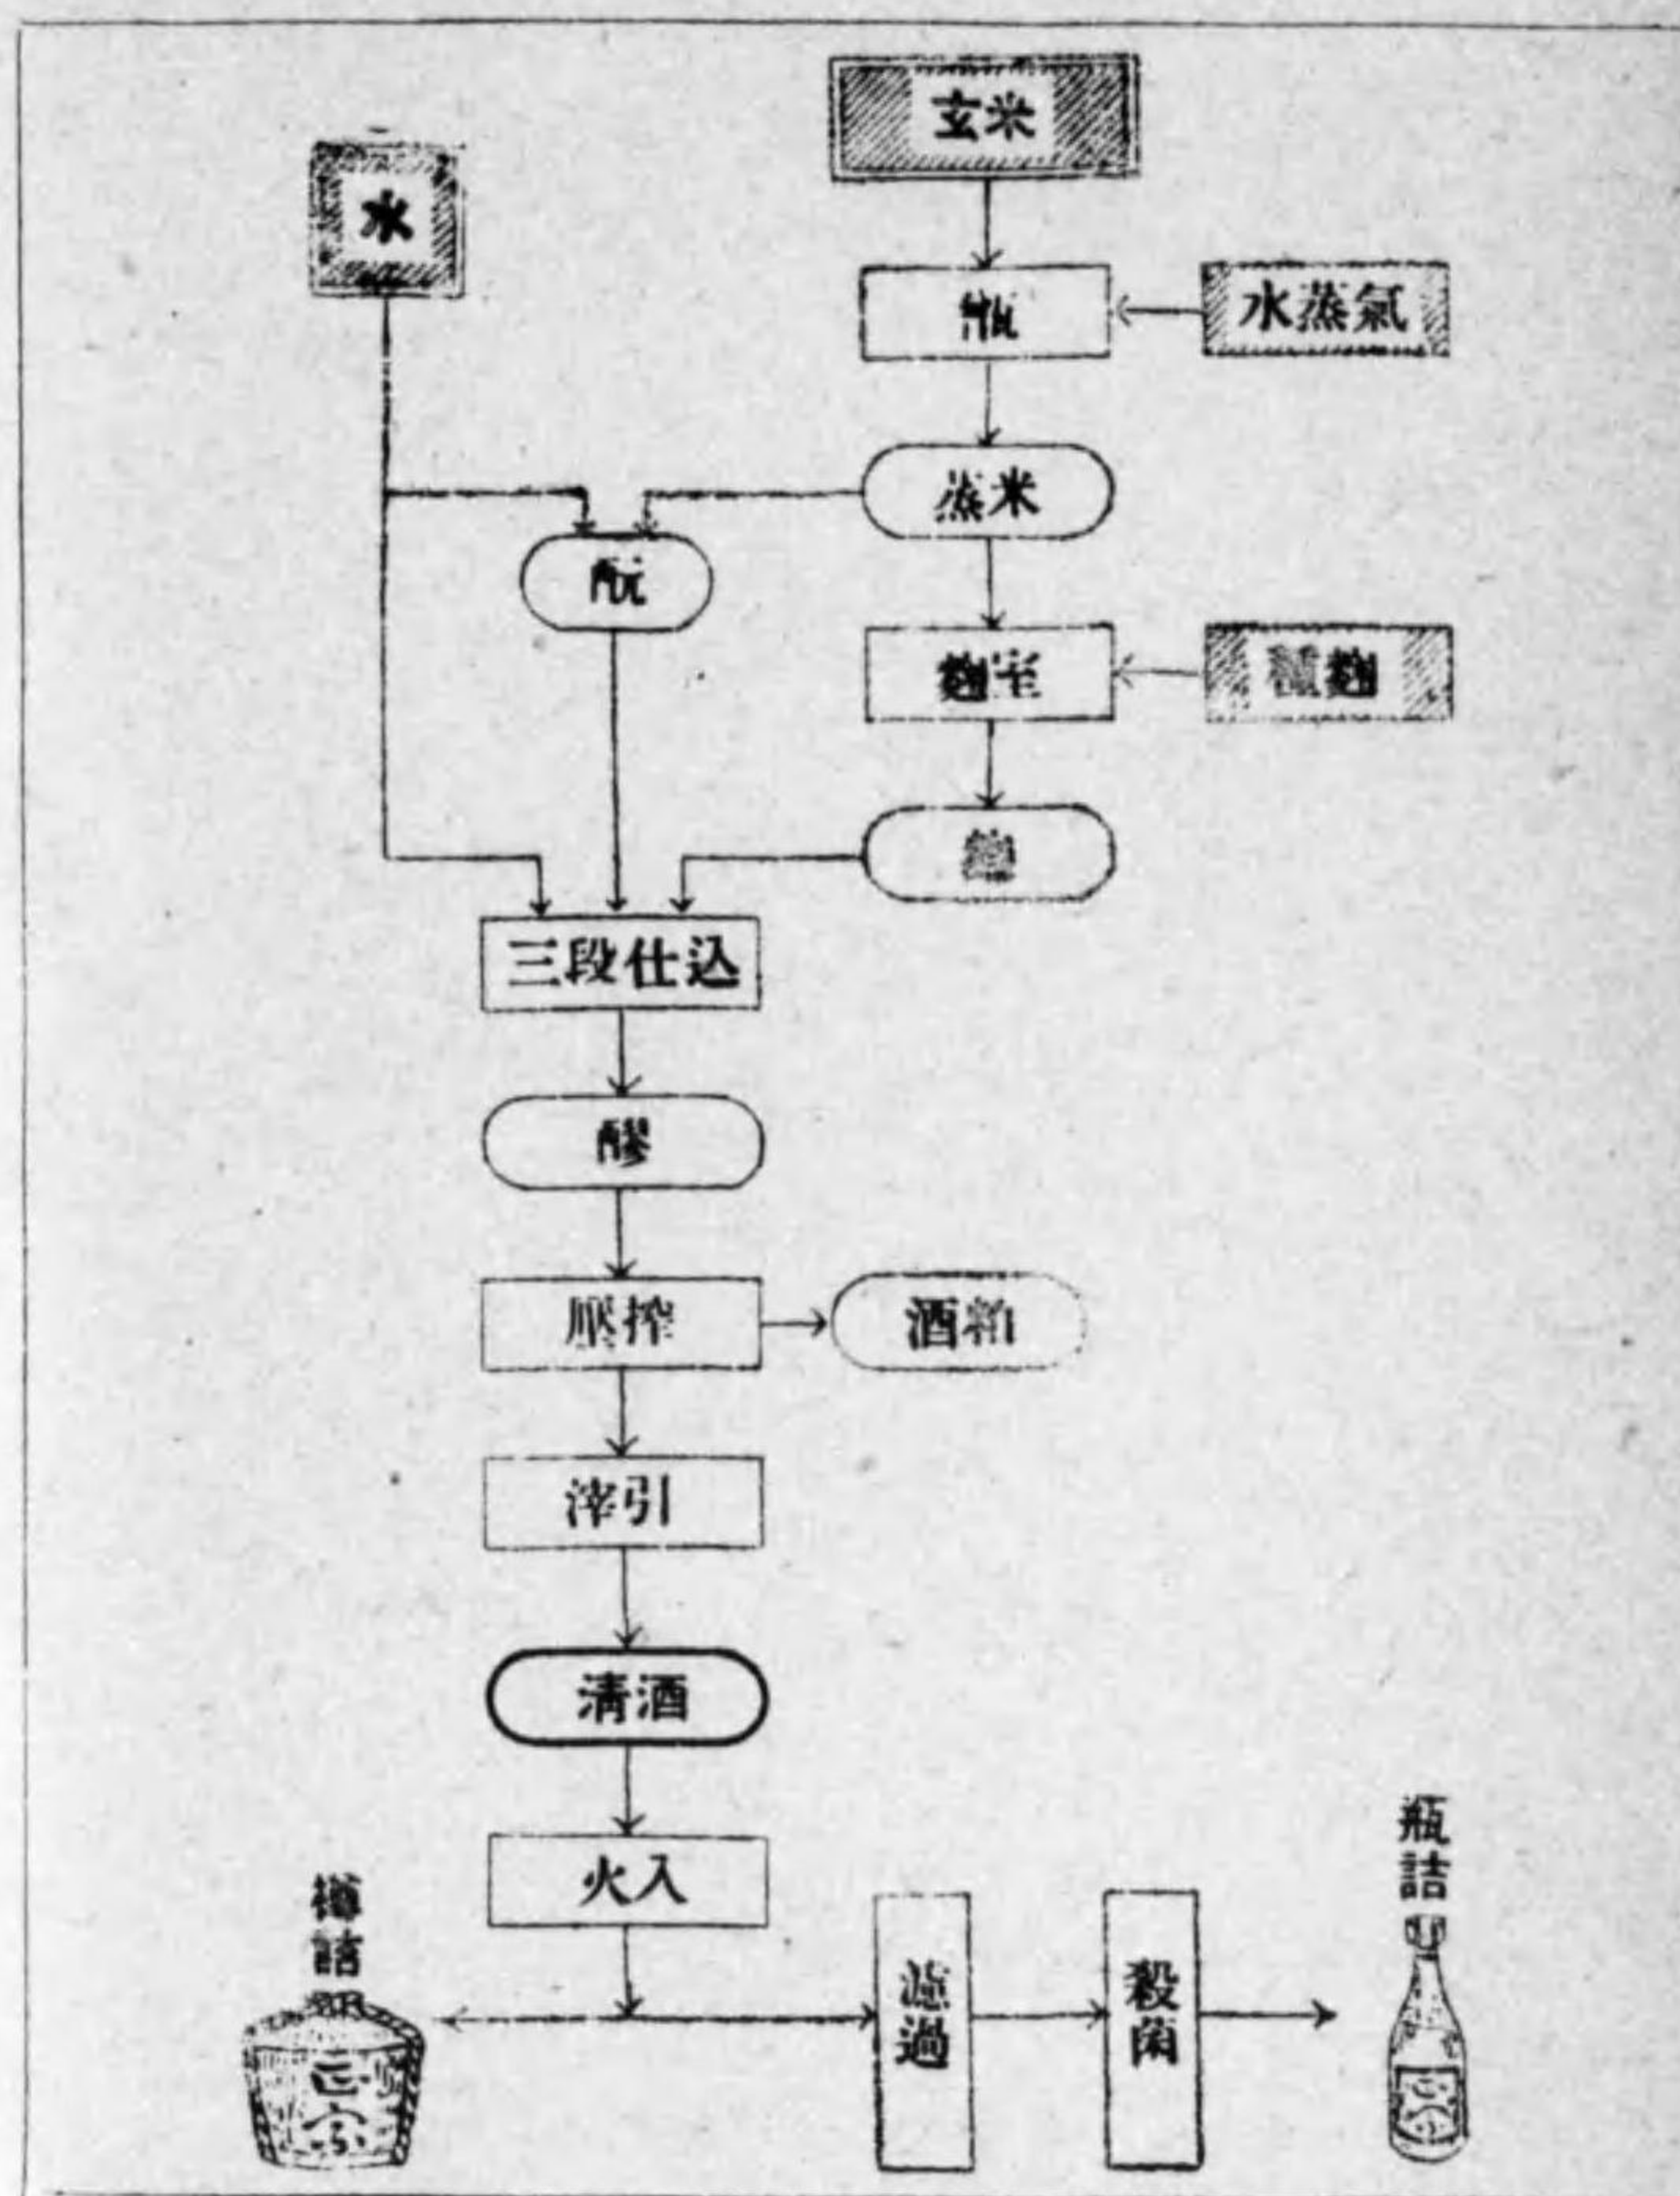 玄米
水
甑
水蒸氣
蒸米
酛
麹室
種麹
麹
三段仕込
醪
壓搾
酒粕
滓引
清酒
火入
樽詰
正宗
濾過
殺菌
瓶詰